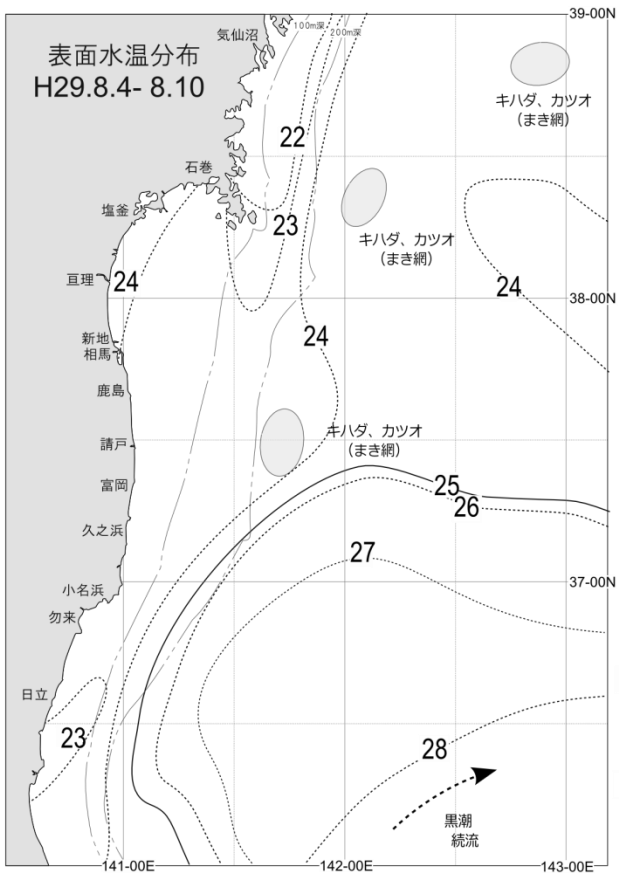 39-00N
気仙沼
100m深
200m深
表面水温分布
H29.8.4- 8.10
キハダ、カツオ
(まき網)
22
石巻
塩釜
23
キハダ、カツオ
(まき網)
亘理
24
24
38-00N
新地
相馬
24
鹿島
キハダ、カツオ
(まき網)
請戸
富岡
25
26
久之浜
27
37-00N
小名浜
勿来
日立
23
28
黒潮
続流
141-00E
142-00E
143-00E